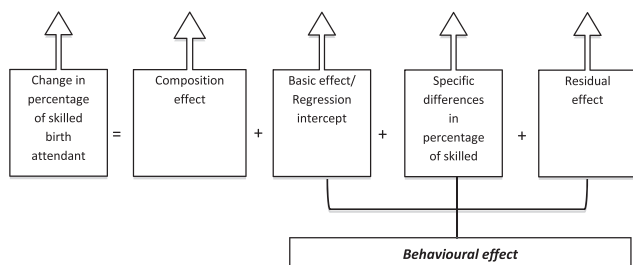 Change in
percentage
of skilled
birth
attendant
=
Composition
effect
+
Basic effect/
Regression
intercept
+
Specific
differences
in
percentage
of skilled
+
Residual
effect
Behavioural effect